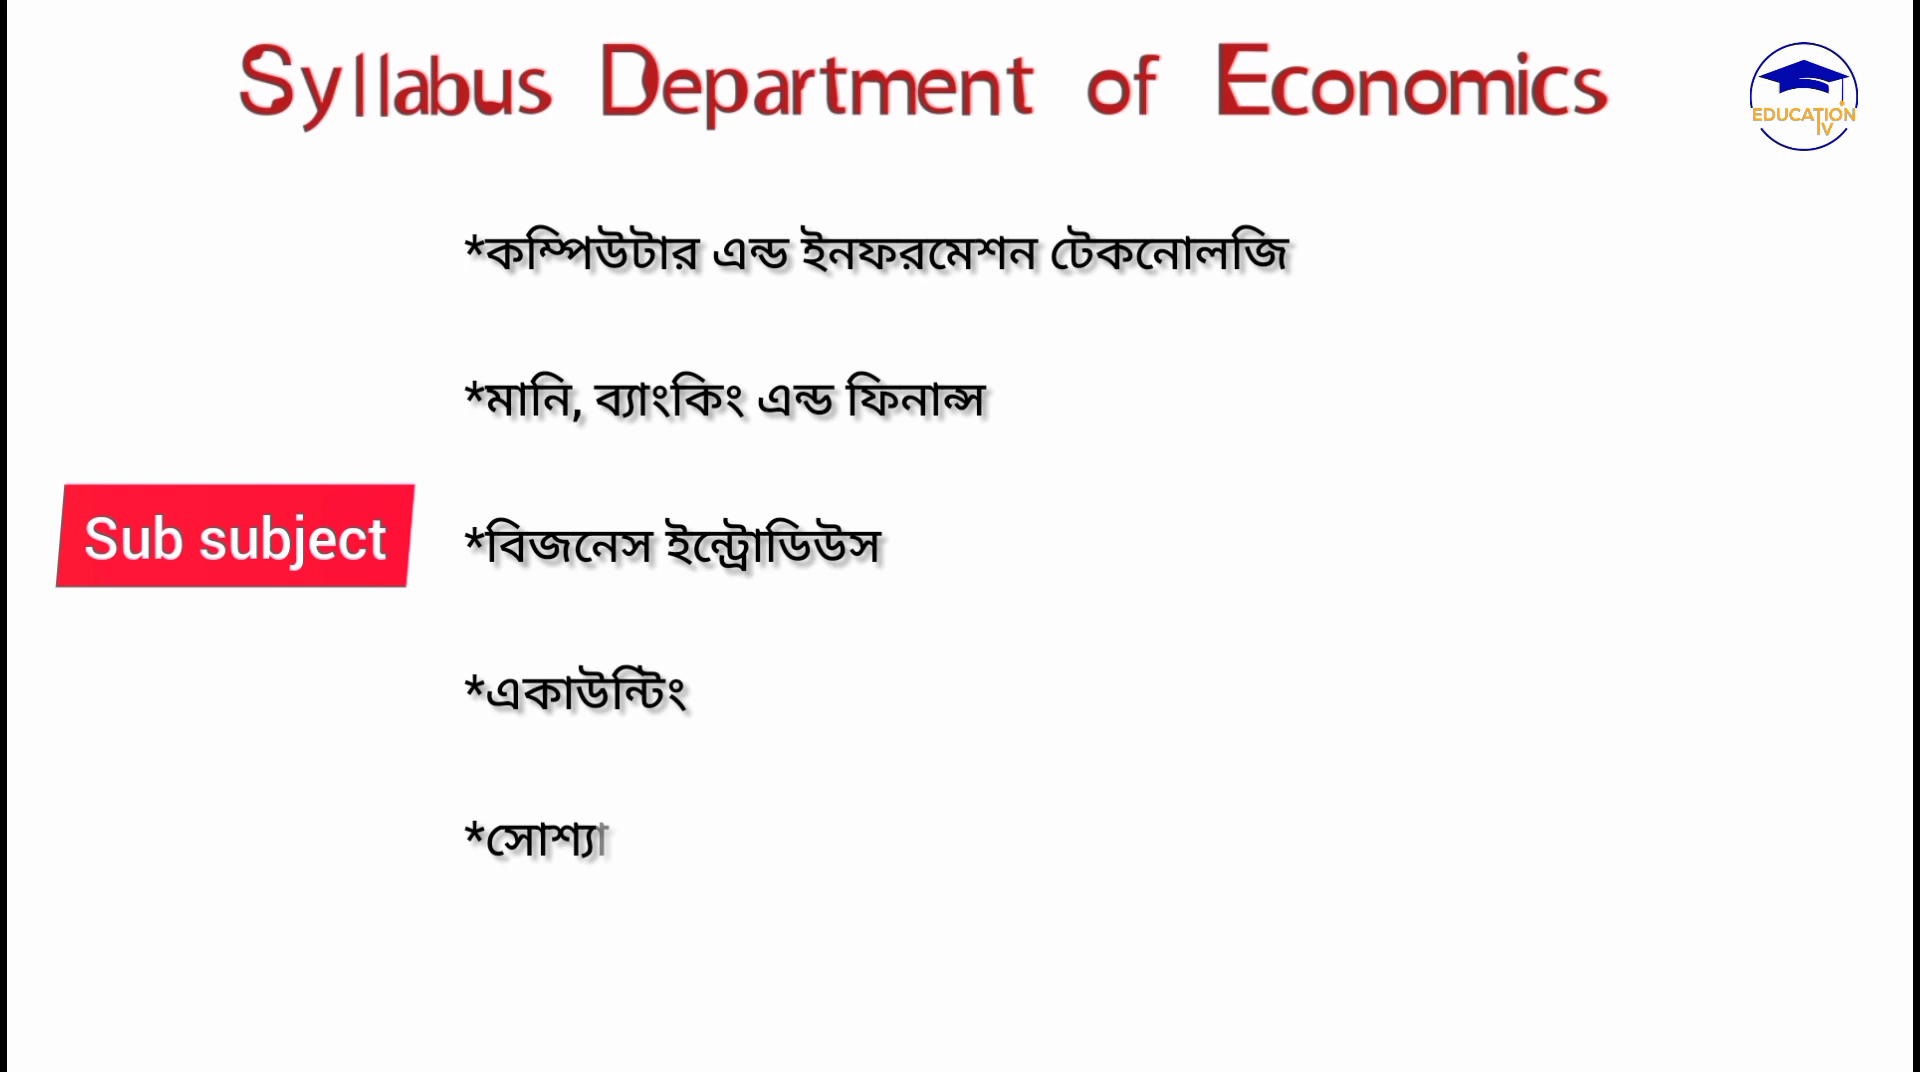 Syllabus Department of Economics
EDUCATION
TV
*কম্পিউটার এন্ড ইনফরমেশন টেকনোলজি
*মানি, ব্যাংকিং এন্ড ফিনান্স
Sub subject
*বিজনেস ইন্ট্রোডিউস
*একাউন্টিং
*সোশ্যা